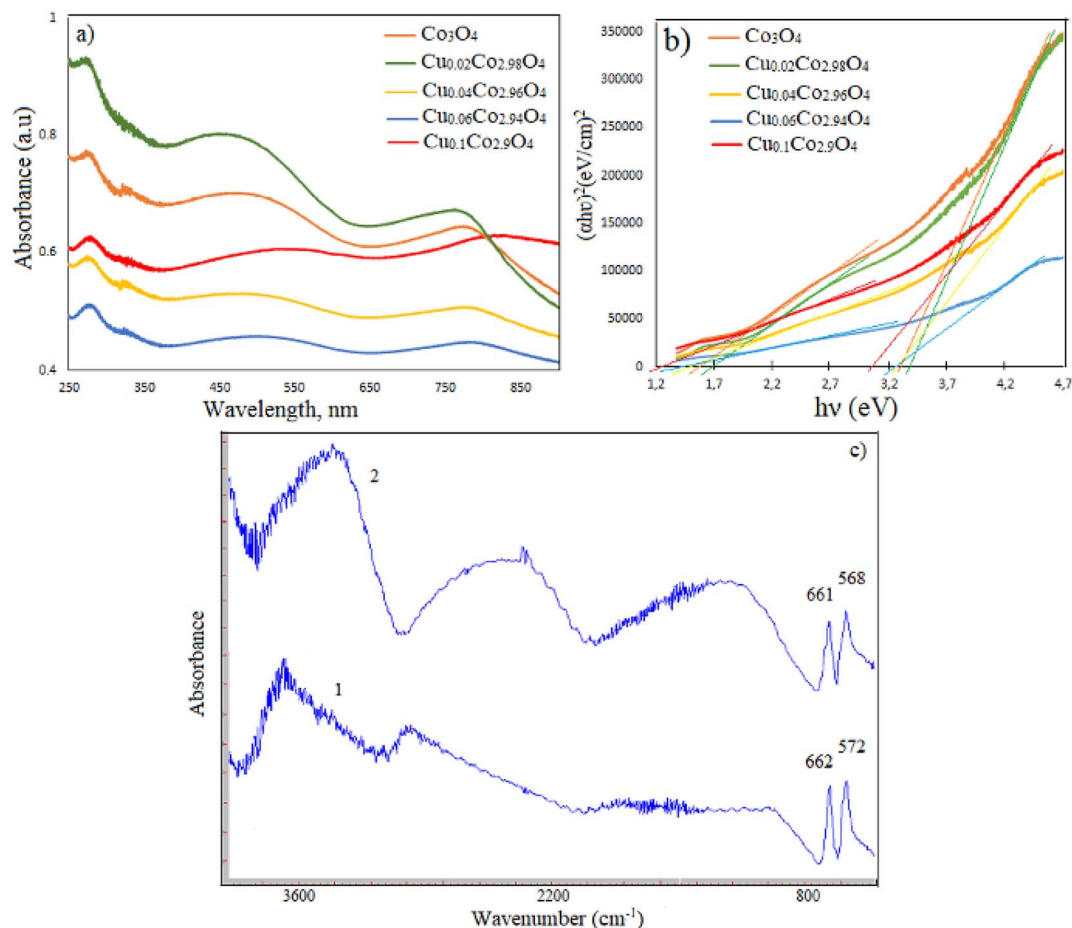 a)
1
0.8
0.6
0.4
Absorbance (a.u)
250 350 450 550 650 750 850
Wavelength, nm
Co₃O₄
Cu₀.₀₂Co₂.₉₈O₄
Cu₀.₀₄Co₂.₉₆O₄
Cu₀.₀₆Co₂.₉₄O₄
Cu₀.₁Co₂.₉O₄
b)
350000
300000
250000
200000
150000
100000
50000
0
(αhυ)²(eV/cm)²
1,2 1,7 2,2 2,7 3,2 3,7 4,2 4,7
hν (eV)
Co₃O₄
Cu₀.₀₂Co₂.₉₈O₄
Cu₀.₀₄Co₂.₉₆O₄
Cu₀.₀₆Co₂.₉₄O₄
Cu₀.₁Co₂.₉O₄
c)
2
661 568
1
662 572
Absorbance
3600 2200 800
Wavenumber (cm⁻¹)